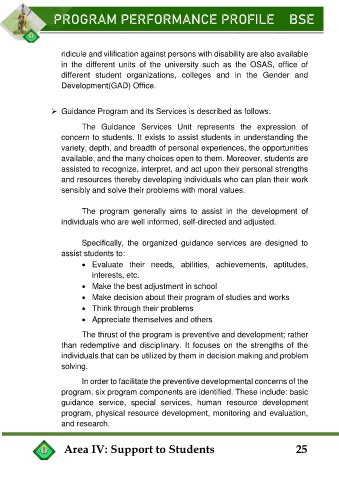 PROGRAM PERFORMANCE PROFILE BSE
ridicule and vilification against persons with disability are also available
in the different units of the university such as the OSAS, office of
different student organizations, colleges and in the Gender and
Development(GAD) Office.
➢ Guidance Program and its Services is described as follows:
The Guidance Services Unit represents the expression of
concern to students. It exists to assist students in understanding the
variety, depth, and breadth of personal experiences, the opportunities
available, and the many choices open to them. Moreover, students are
assisted to recognize, interpret, and act upon their personal strengths
and resources thereby developing individuals who can plan their work
sensibly and solve their problems with moral values.
The program generally aims to assist in the development of
individuals who are well informed, self-directed and adjusted.
Specifically, the organized guidance services are designed to
assist students to:
• Evaluate their needs, abilities, achievements, aptitudes,
interests, etc.
• Make the best adjustment in school
• Make decision about their program of studies and works
• Think through their problems
• Appreciate themselves and others
The thrust of the program is preventive and development; rather
than redemptive and disciplinary. It focuses on the strengths of the
individuals that can be utilized by them in decision making and problem
solving.
In order to facilitate the preventive developmental concerns of the
program, six program components are identified. These include: basic
guidance service, special services, human resource development
program, physical resource development, monitoring and evaluation,
and research.
Area IV: Support to Students 25